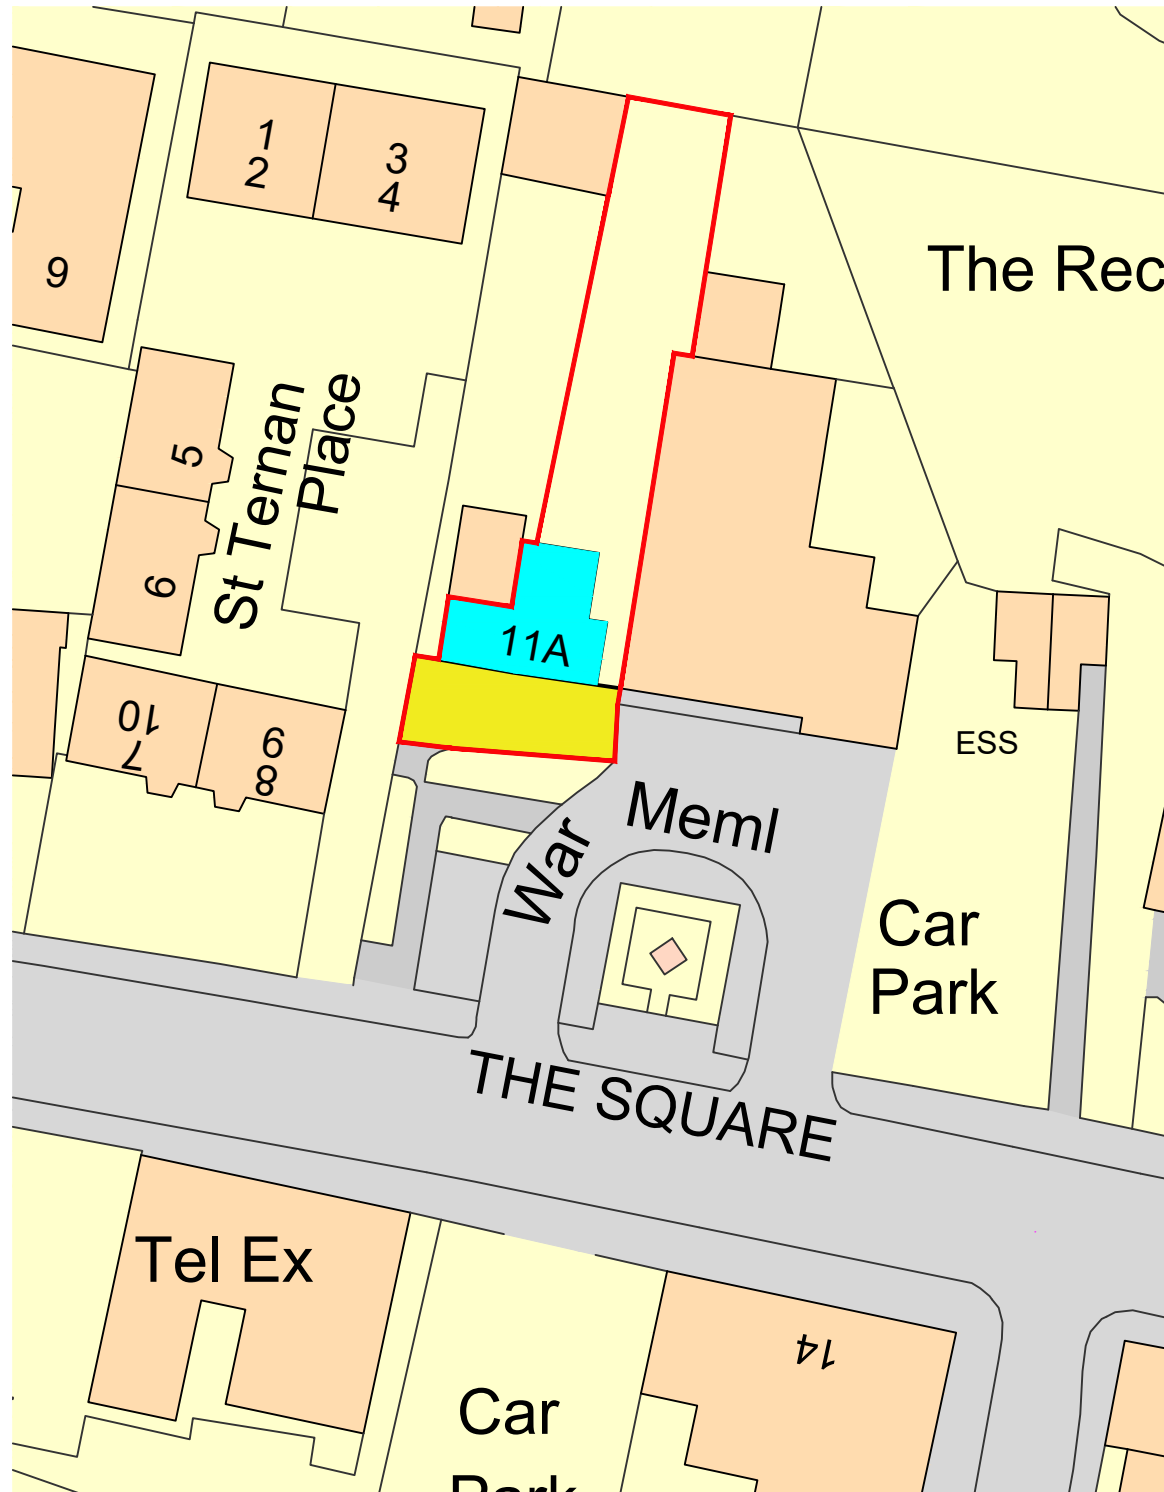 1
2
3
4
9
The Rec
5
6
St Ternan
Place
11A
10
7
9
8
ESS
War
Meml
Car
Park
THE SQUARE
Tel Ex
14
Car
Park